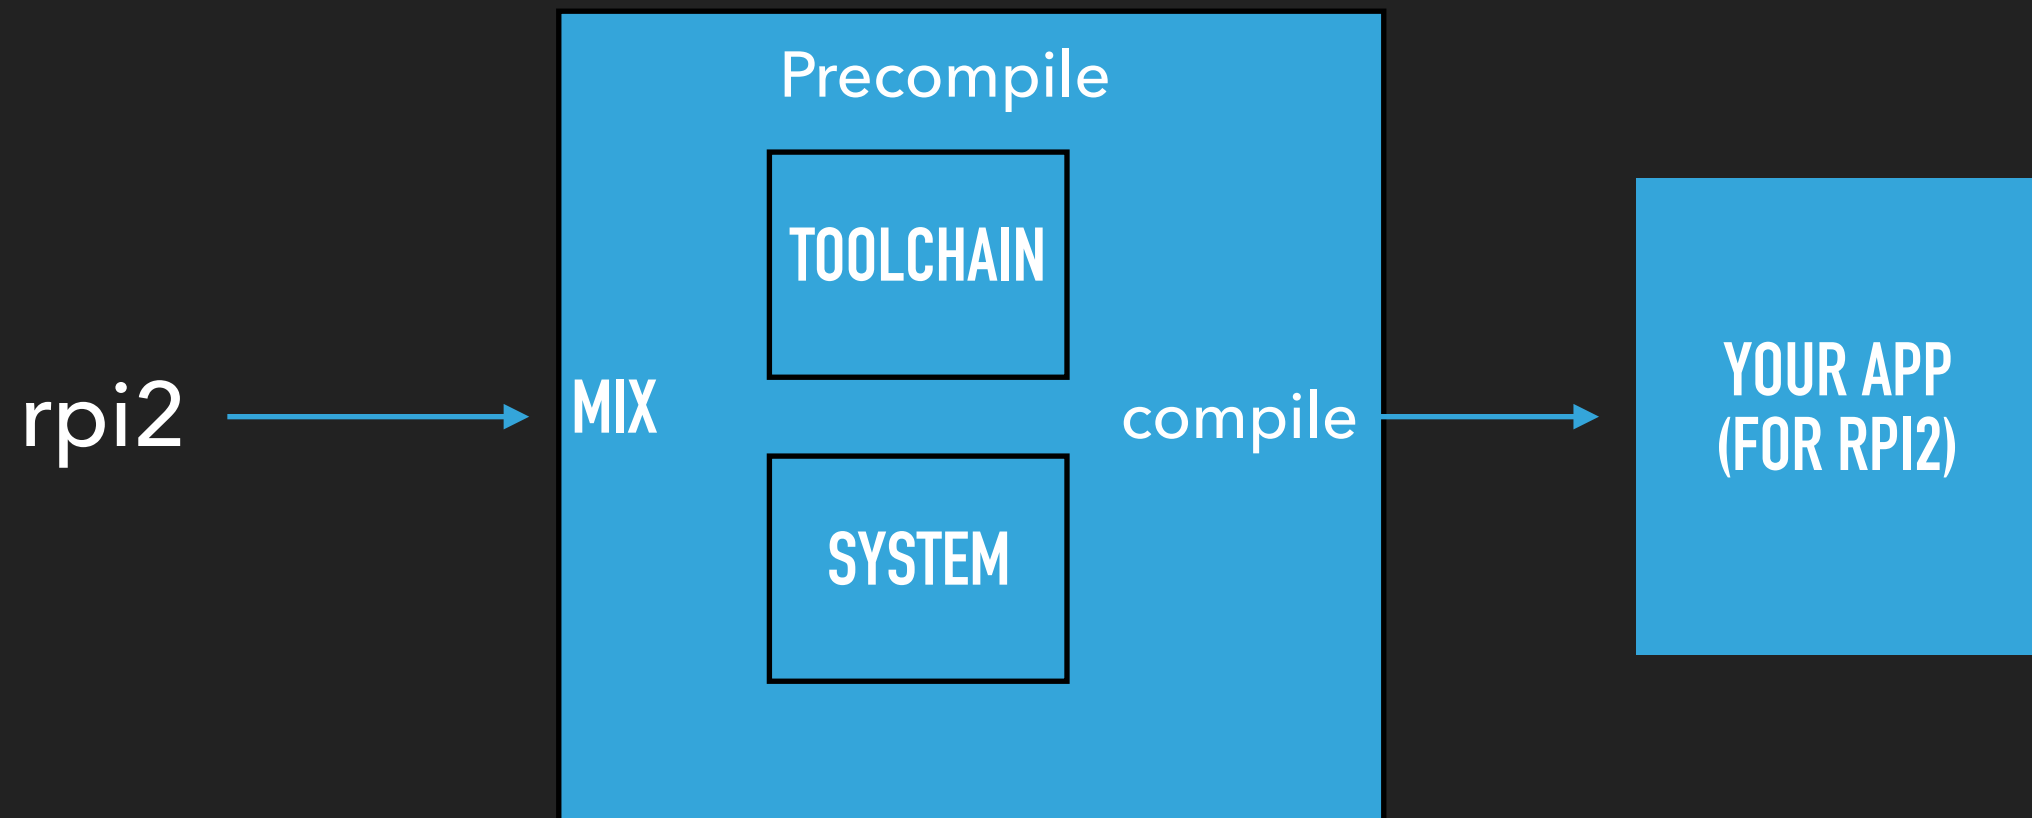 rpi2
MIX
Precompile
TOOLCHAIN
SYSTEM
compile
YOUR APP
(FOR RPI2)